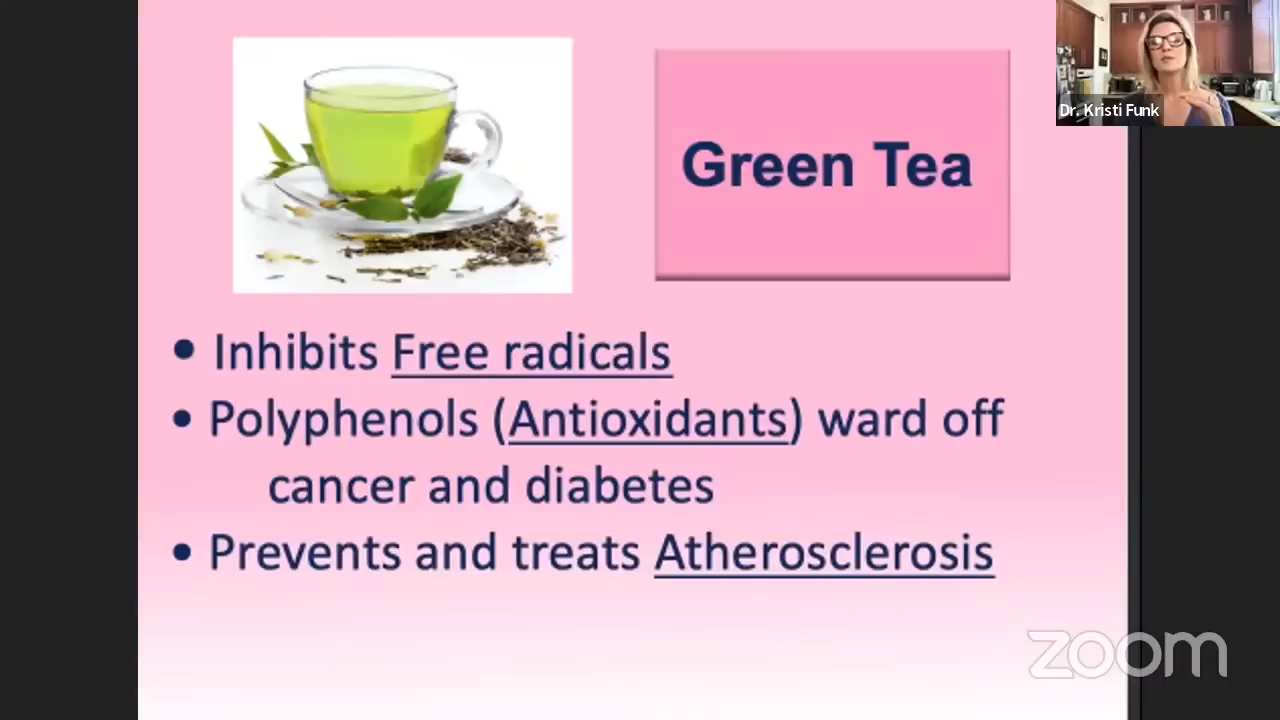 Green Tea
Dr. Kristi Funk
• Inhibits Free radicals
• Polyphenols (Antioxidants) ward off
cancer and diabetes
• Prevents and treats Atherosclerosis
zoom